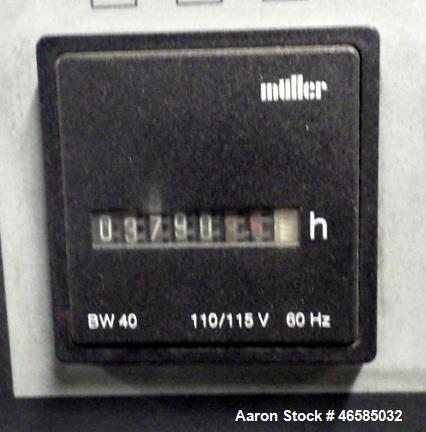 müller
03790 h
BW 40 110/115 V 60 Hz
Aaron Stock # 46585032